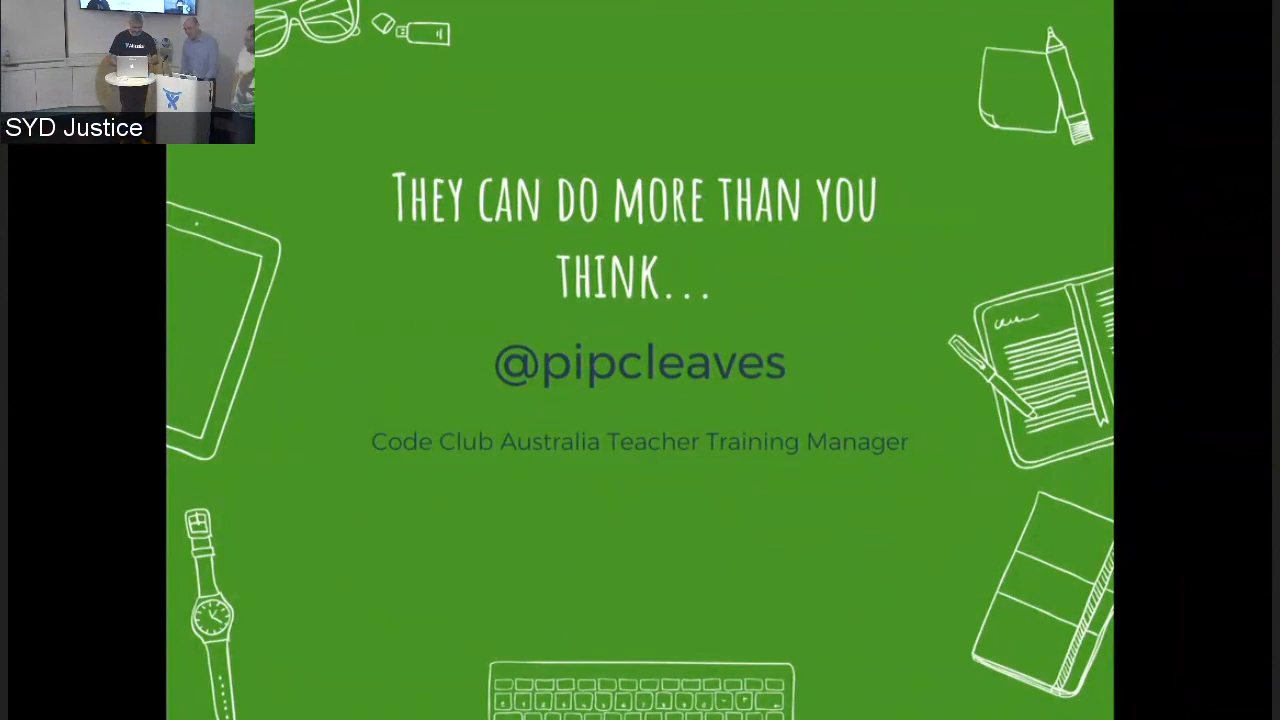 SYD Justice
THEY CAN DO MORE THAN YOU
THINK...
@pipcleaves
Code Club Australia Teacher Training Manager